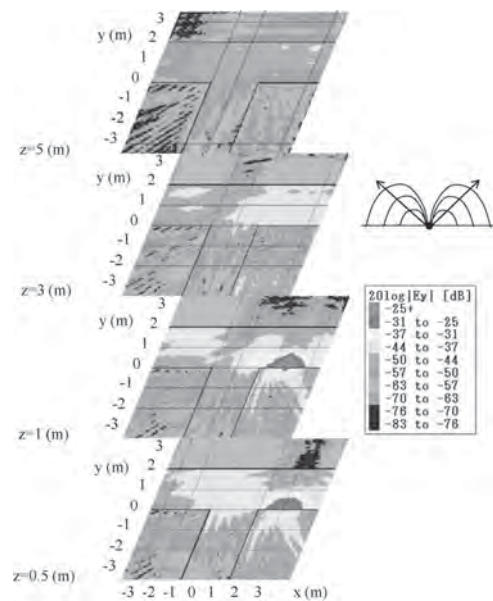 3
y (m) 2
1
0
-1
-2
-3
z=5 (m)
3
y (m) 2
1
0
-1
-2
-3
z=3 (m)
3
y (m) 2
1
0
-1
-2
-3
z=1 (m)
3
y (m) 2
1
0
-1
-2
-3
z=0.5 (m)
-3 -2 -1 0 1 2 3 x (m)
20log|Ey| [dB]
-25+
-31 to -25
-37 to -31
-44 to -37
-50 to -44
-57 to -50
-63 to -57
-70 to -63
-76 to -70
-83 to -76